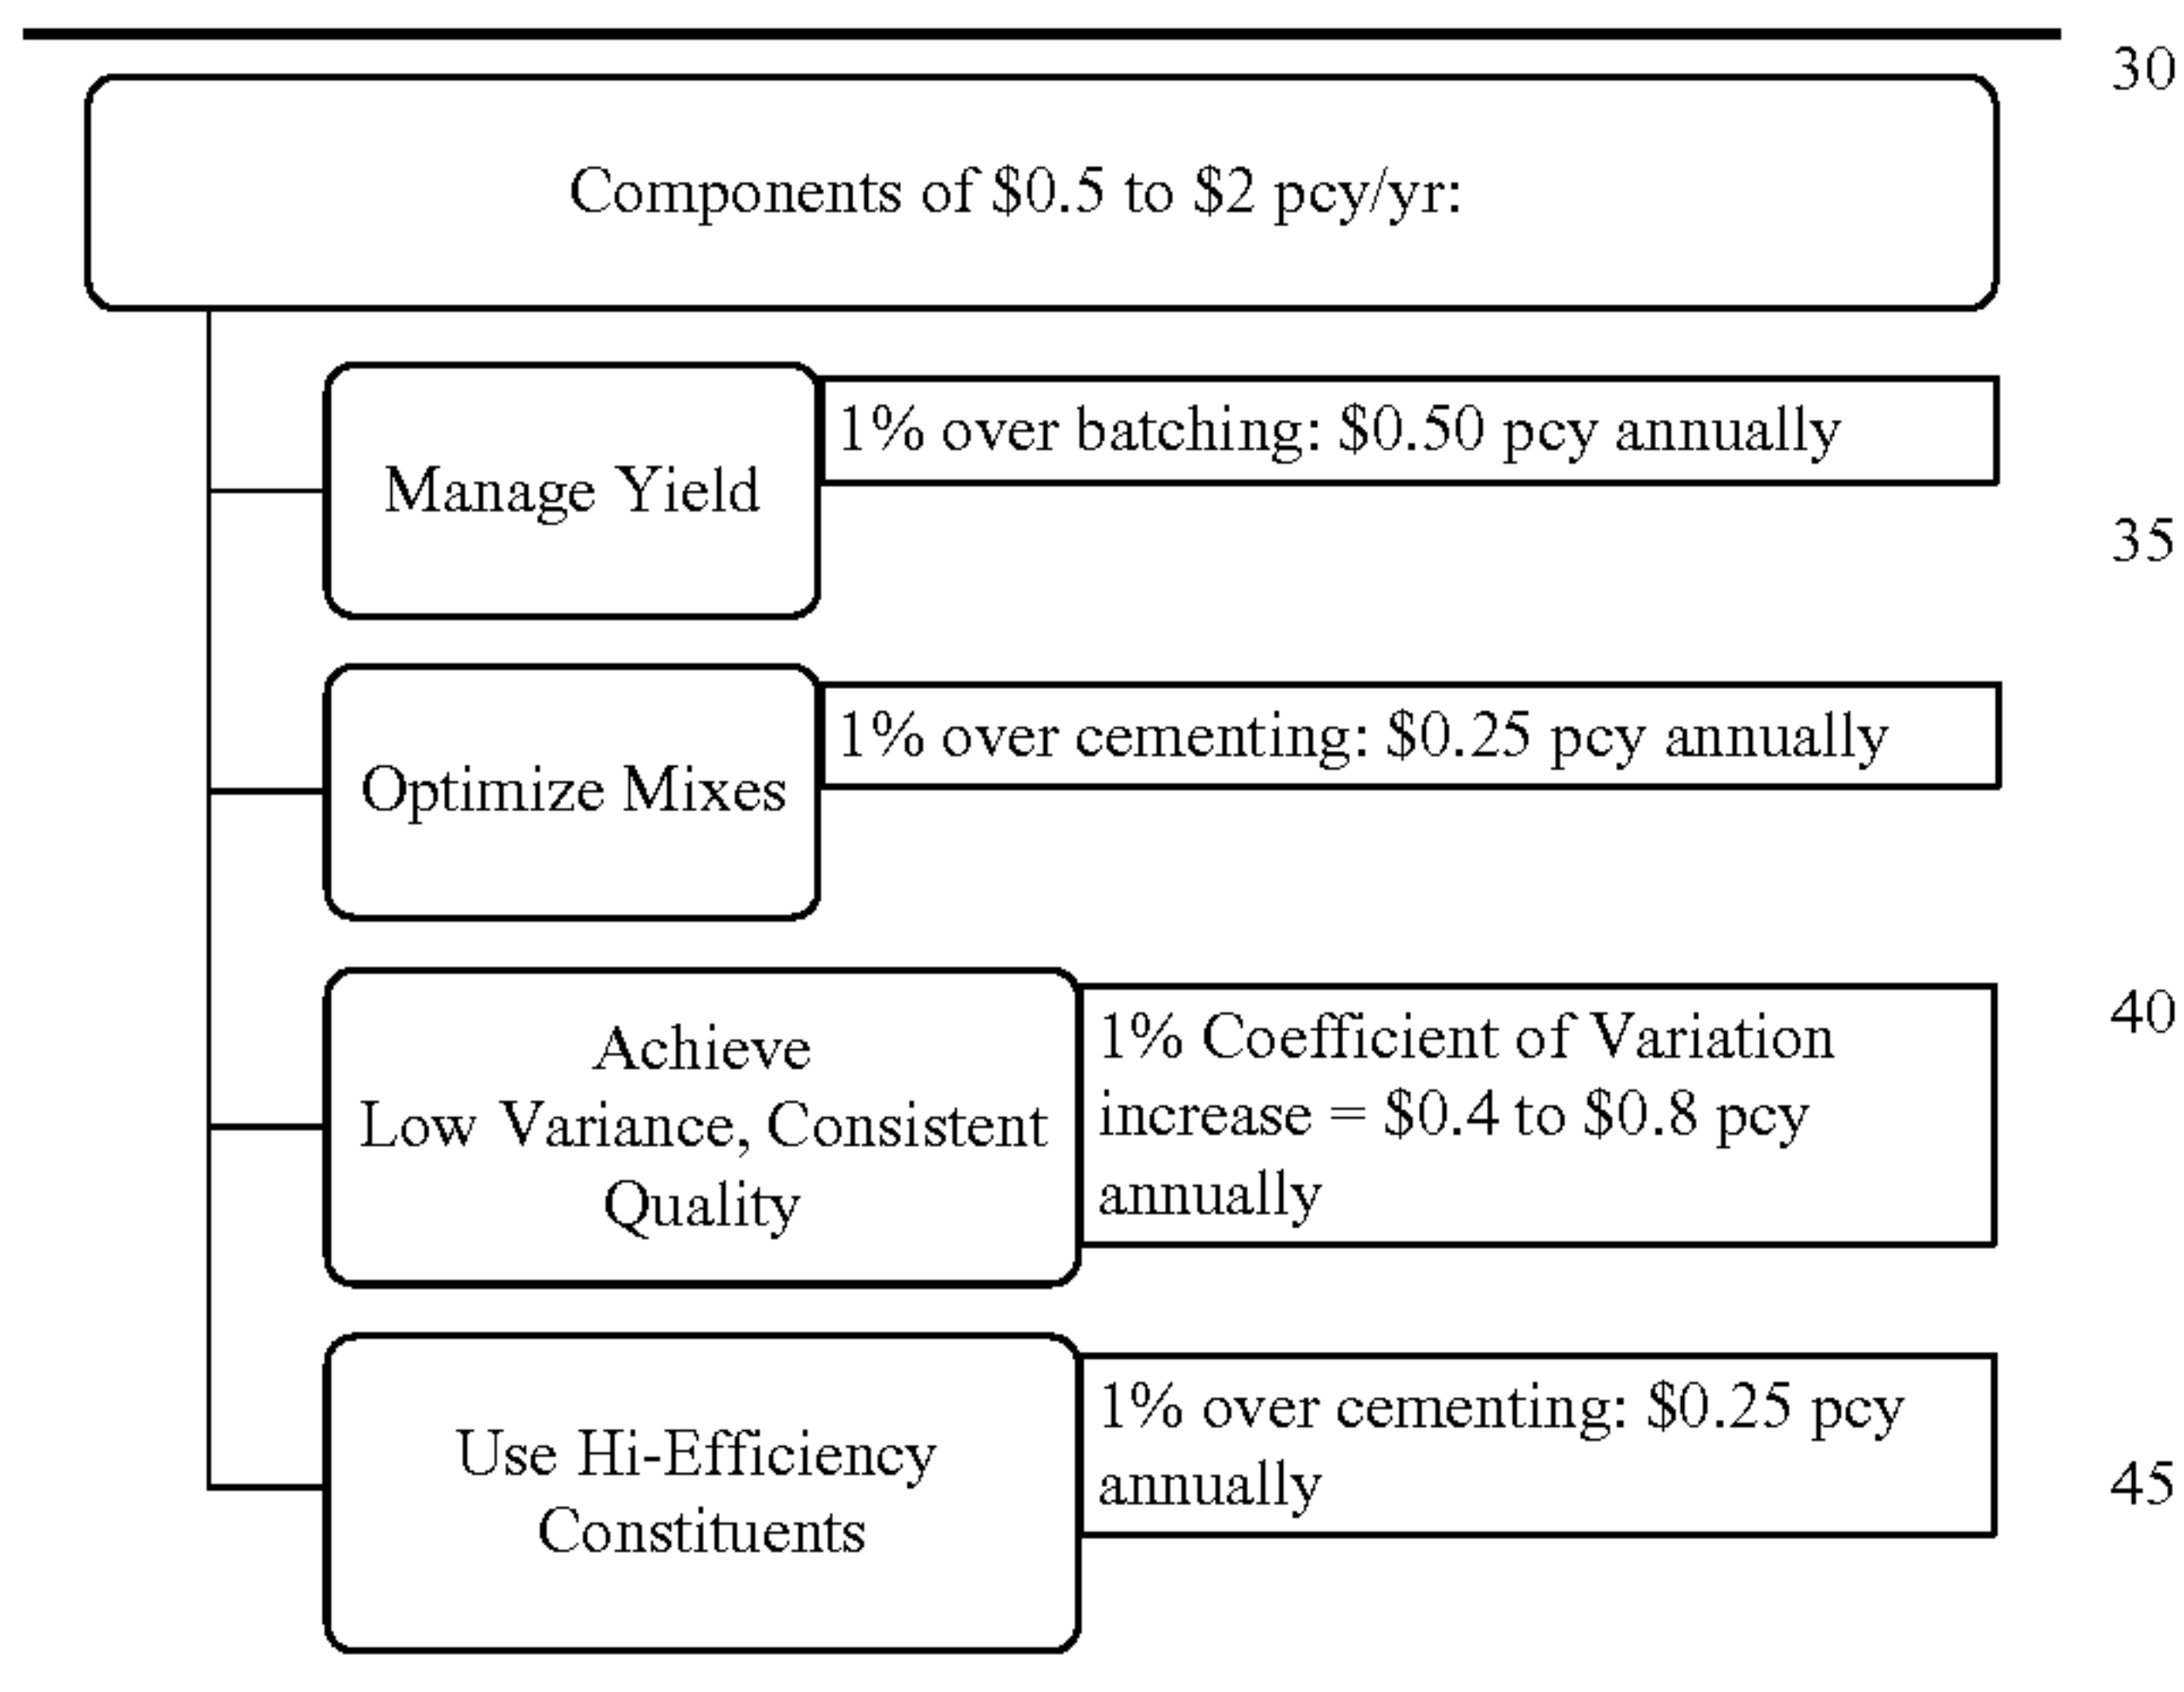 30
Components of $0.5 to $2 pcy/yr:
Manage Yield
1% over batching: $0.50 pcy annually
35
Optimize Mixes
1% over cementing: $0.25 pcy annually
40
Achieve
Low Variance, Consistent
Quality
1% Coefficient of Variation
increase = $0.4 to $0.8 pcy
annually
Use Hi-Efficiency
Constituents
1% over cementing: $0.25 pcy
annually
45